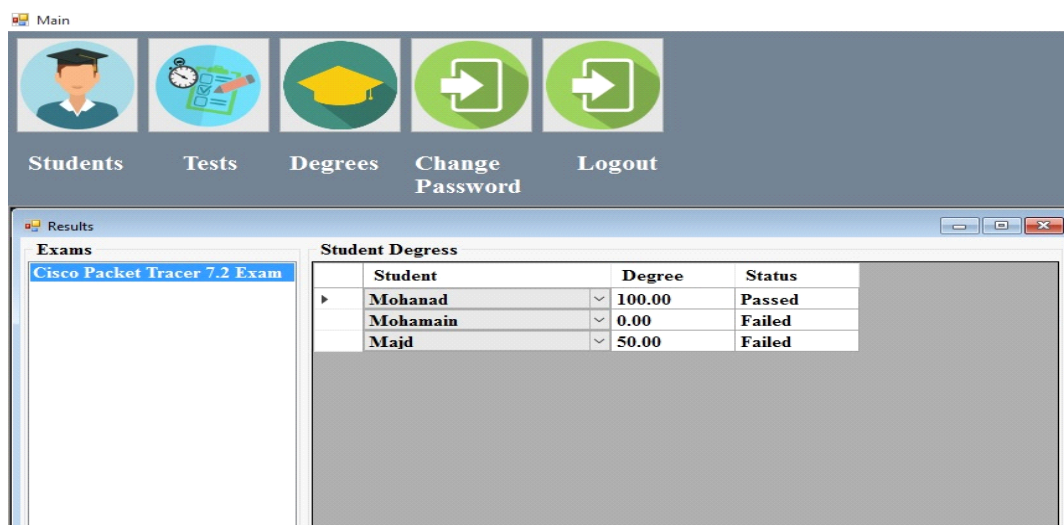 Main
Students Tests Degrees Change Password Logout
Results
Exams
Cisco Packet Tracer 7.2 Exam
Student Degress
Student Degree Status
Mohanad 100.00 Passed
Mohamain 0.00 Failed
Majd 50.00 Failed